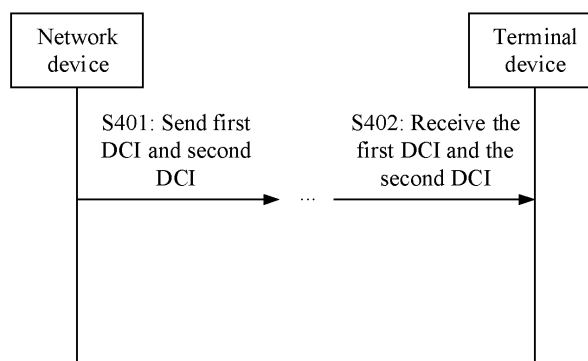 Network
device
Terminal
device
S401: Send first
DCI and second
DCI
S402: Receive the
first DCI and the
second DCI
...